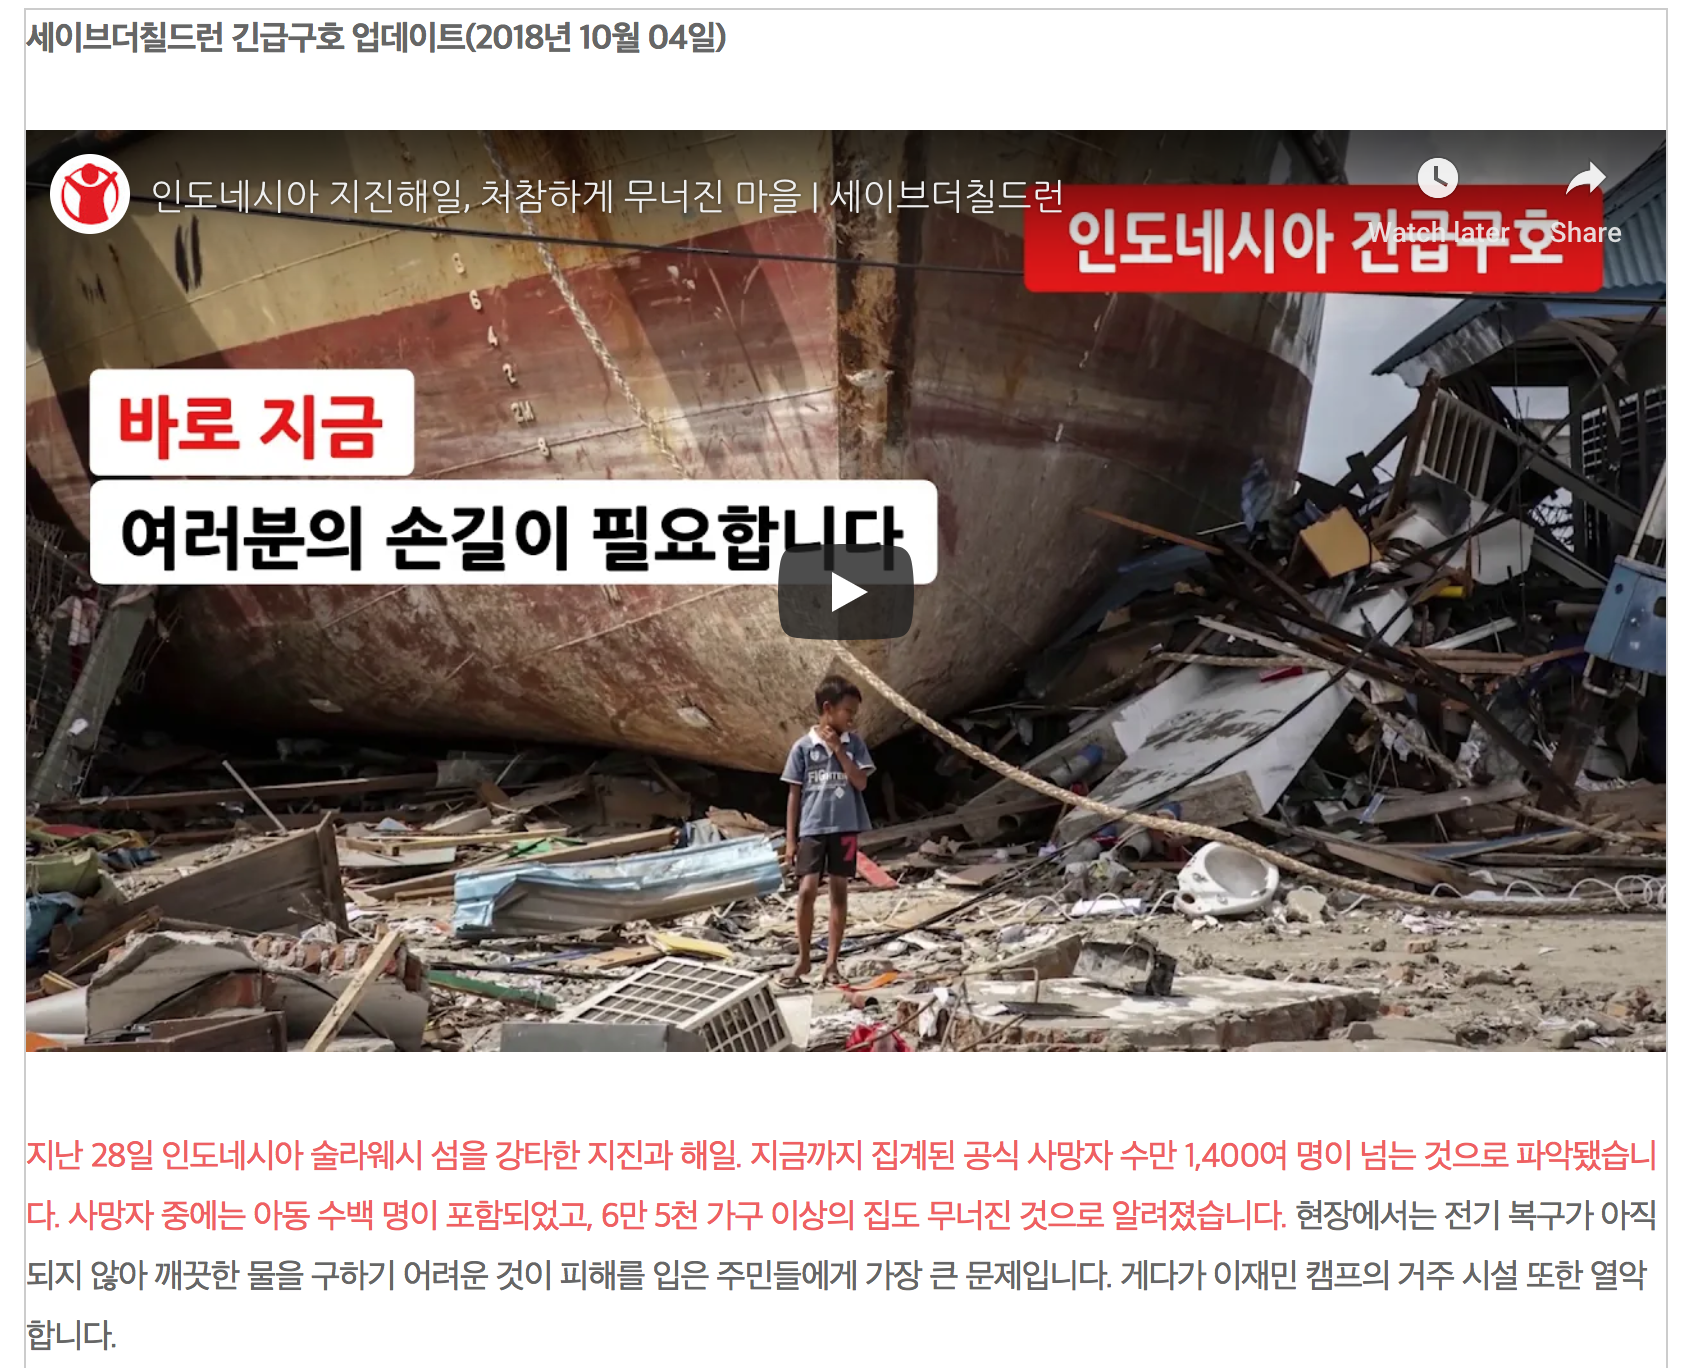 세이브더칠드런 긴급구호 업데이트(2018년 10월 04일)
인도네시아 지진해일, 처참하게 무너진 마을 | 세이브더칠드런
Watch later
Share
인도네시아 긴급구호
8
6
4
2
2M
8
바로 지금
여러분의 손길이 필요합니다
FIGHTER
7
지난 28일 인도네시아 술라웨시 섬을 강타한 지진과 해일. 지금까지 집계된 공식 사망자 수만 1,400여 명이 넘는 것으로 파악됐습니
다. 사망자 중에는 아동 수백 명이 포함되었고, 6만 5천 가구 이상의 집도 무너진 것으로 알려졌습니다. 현장에서는 전기 복구가 아직
되지 않아 깨끗한 물을 구하기 어려운 것이 피해를 입은 주민들에게 가장 큰 문제입니다. 게다가 이재민 캠프의 거주 시설 또한 열악
합니다.